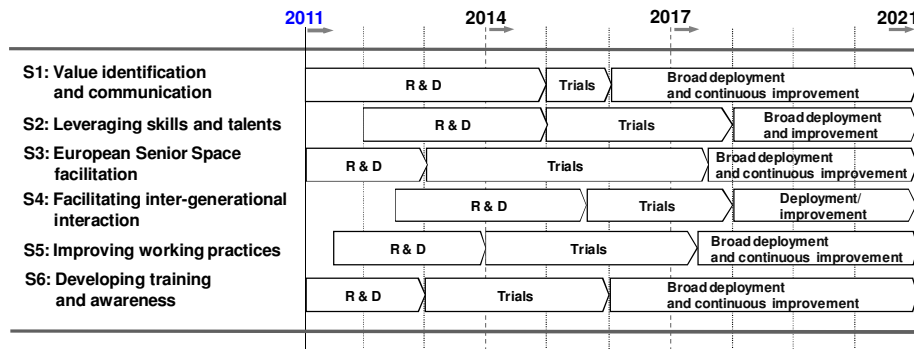 2011 2014 2017 2021
S1: Value identification
and communication
R & D Trials Broad deployment
and continuous improvement
S2: Leveraging skills and talents
R & D Trials Broad deployment
and improvement
S3: European Senior Space
facilitation
R & D Trials Broad deployment
and continuous improvement
S4: Facilitating inter-generational
interaction
R & D Trials Deployment/
improvement
S5: Improving working practices
R & D Trials Broad deployment
and continuous improvement
S6: Developing training
and awareness
R & D Trials Broad deployment
and continuous improvement